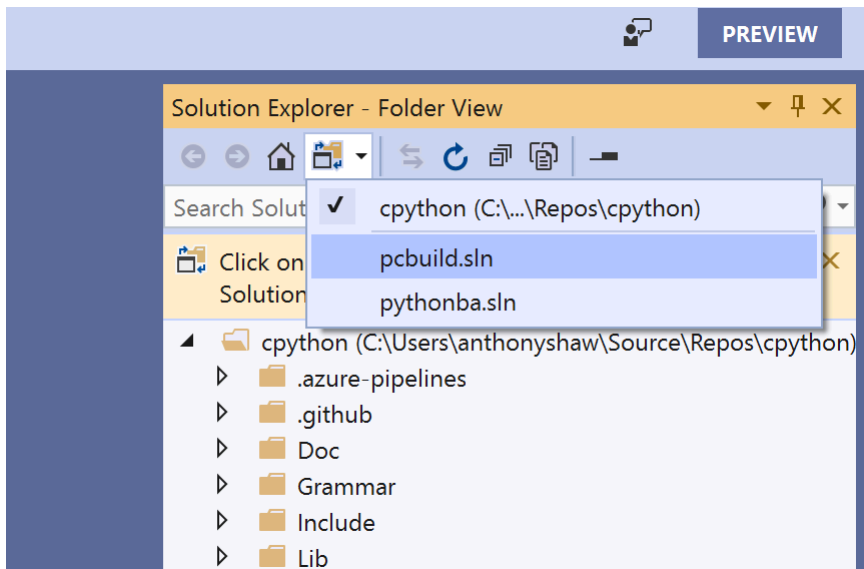 PREVIEW
Solution Explorer - Folder View
Search Solut
cpython (C:\...\Repos\cpython)
pcbuild.sln
pythonba.sln
Click on
Solution
cpython (C:\Users\anthonyshaw\Source\Repos\cpython)
.azure-pipelines
.github
Doc
Grammar
Include
Lib